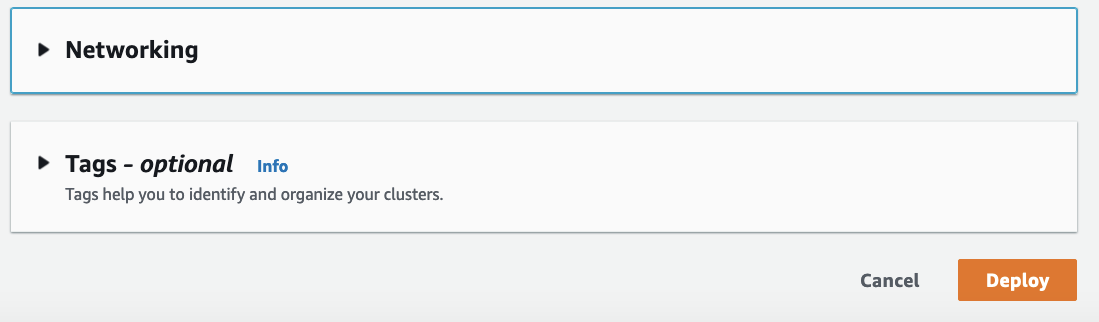 Networking
Tags - optional Info
Tags help you to identify and organize your clusters.
Cancel Deploy